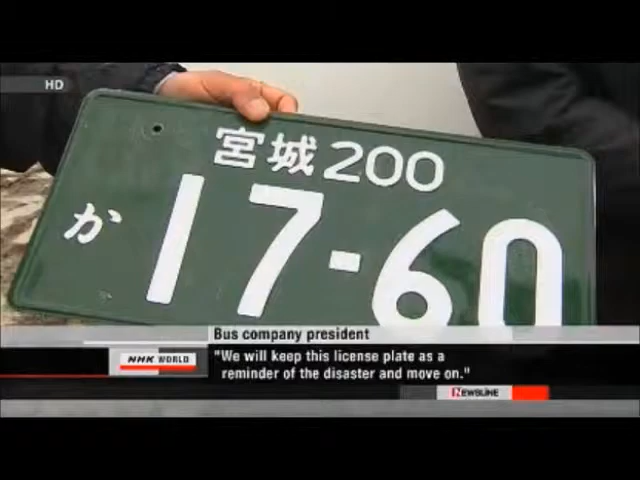 HD
宮城200
か 17-60
Bus company president
NHK WORLD
"We will keep this license plate as a
reminder of the disaster and move on."
NEWSLINE